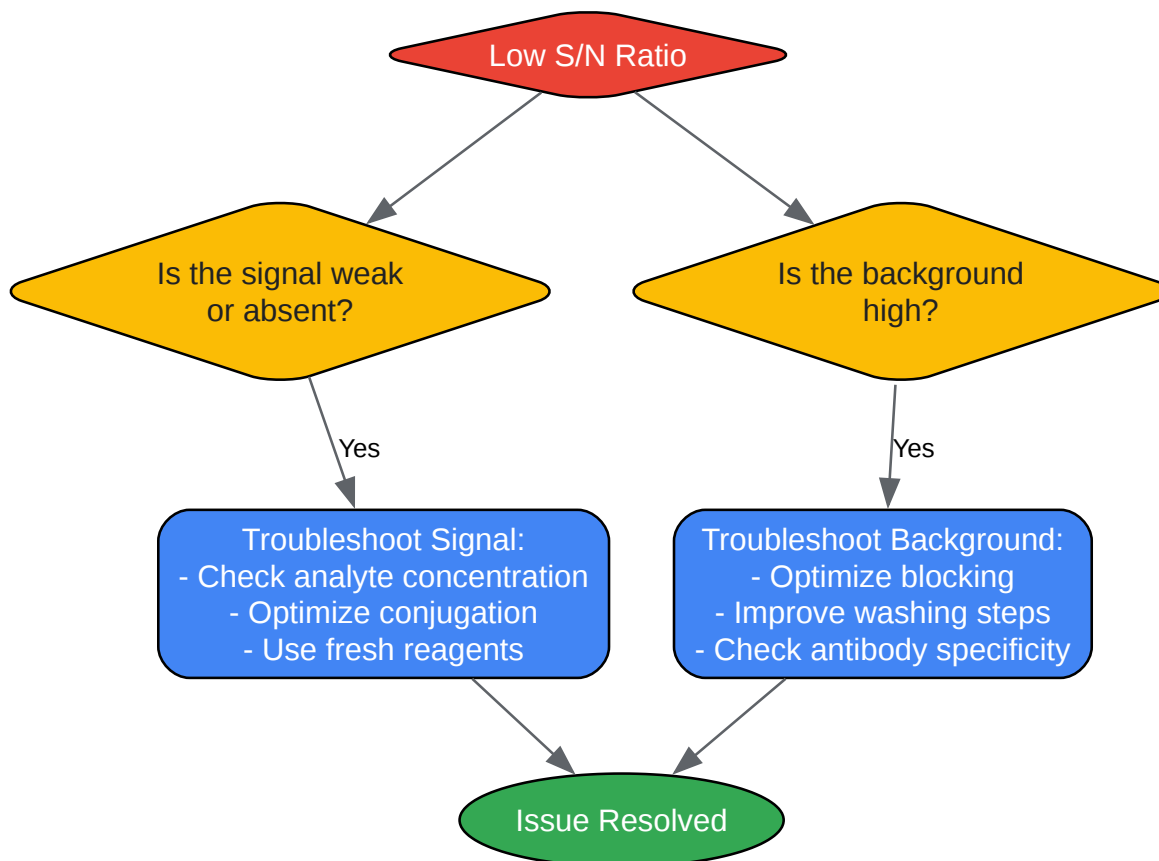 Low S/N Ratio
Is the signal weak
or absent?
Is the background
high?
Yes
Yes
Troubleshoot Signal:
- Check analyte concentration
- Optimize conjugation
- Use fresh reagents
Troubleshoot Background:
- Optimize blocking
- Improve washing steps
- Check antibody specificity
Issue Resolved